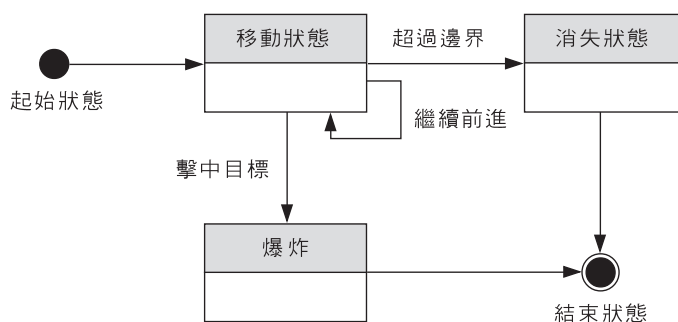 移動狀態
超過邊界
消失狀態
起始狀態
繼續前進
擊中目標
爆炸
結束狀態